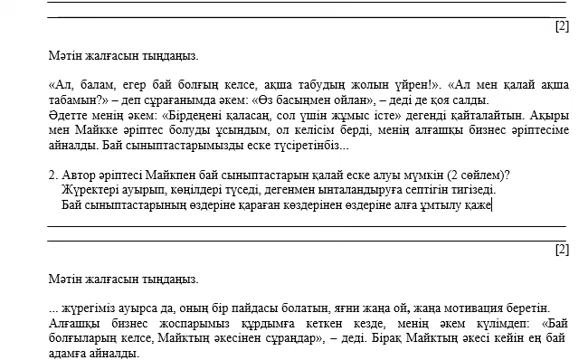 [2]
Мәтін жалғасын тыңдаңыз.
«Ал, балам, егер бай болғың келсе, ақша табудың жолын үйрен!». «Ал мен қалай ақша
табамын?» – деп сұрағанымда әкем: «Өз басыңмен ойлан», – деді де қоя салды.
Әдетте менің әкем: «Бірдеңені қаласаң, сол үшін жұмыс істе» дегенді қайталайтын. Ақыры
мен Майкке әріптес болуды ұсындым, ол келісім берді, менің алғашқы бизнес әріптесіме
айналды. Бай сыныптастарымызды еске түсіретінбіз...
2. Автор әріптесі Майкпен бай сыныптастарын қалай еске алуы мүмкін (2 сөйлем)?
Жүректері ауырып, көңілдері түседі, дегенмен ынталандыруға септігін тигізеді.
Бай сыныптастарының өздеріне қараған көздерінен өздеріне алға ұмтылу қаже
[2]
Мәтін жалғасын тыңдаңыз.
... жүрегіміз ауырса да, оның бір пайдасы болатын, яғни жаңа ой, жаңа мотивация беретін.
Алғашқы бизнес жоспарымыз құрдымға кеткен кезде, менің әкем күлімдеп: «Бай
болғыларың келсе, Майктың әкесінен сұраңдар», – деді. Бірақ Майктың әкесі кейін ең бай
адамға айналды.